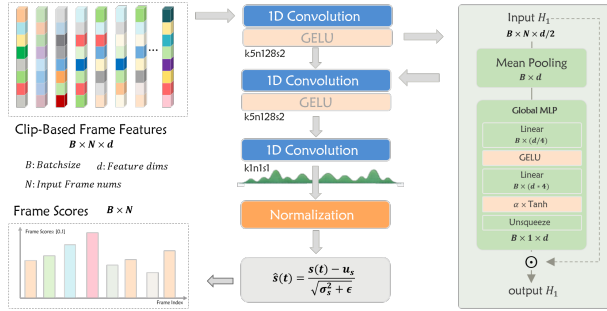 Clip-Based Frame Features
B × N × d
B: Batchsize d: Feature dims
N: Input Frame nums
Frame Scores B × N
Frame Scores: (0,1)
Frame Index
1D Convolution
GELU
k5n128s2
1D Convolution
GELU
k5n128s2
1D Convolution
k1n1s1
Normalization
ŝ(t) = (s(t) − u_s) / √(σ_s² + ϵ)
Input H₁
B × N × d/2
Mean Pooling
B × d
Global MLP
Linear
B × (d/4)
GELU
Linear
B × (d ∗ 4)
α × Tanh
Unsqueeze
B × 1 × d
output H₁